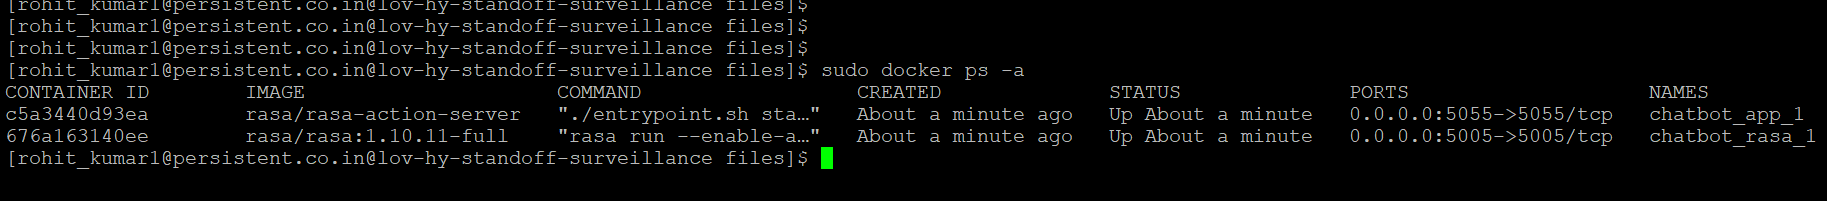 [rohit_kumar1@persistent.co.in@lov-hy-standoff-surveillance files]$
[rohit_kumar1@persistent.co.in@lov-hy-standoff-surveillance files]$
[rohit_kumar1@persistent.co.in@lov-hy-standoff-surveillance files]$
[rohit_kumar1@persistent.co.in@lov-hy-standoff-surveillance files]$ sudo docker ps -a
CONTAINER ID IMAGE COMMAND CREATED STATUS PORTS NAMES
c5a3440d93ea rasa/rasa-action-server "./entrypoint.sh sta…" About a minute ago Up About a minute 0.0.0.0:5055->5055/tcp chatbot_app_1
676a163140ee rasa/rasa:1.10.11-full "rasa run --enable-a…" About a minute ago Up About a minute 0.0.0.0:5005->5005/tcp chatbot_rasa_1
[rohit_kumar1@persistent.co.in@lov-hy-standoff-surveillance files]$